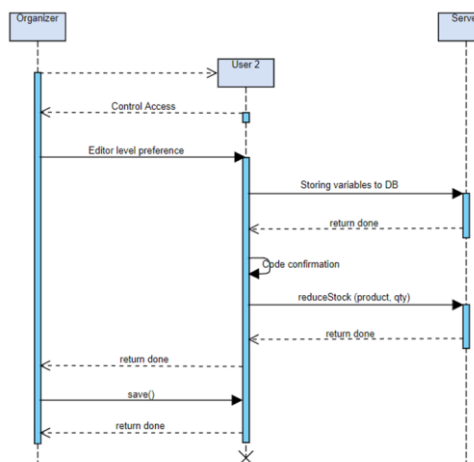 Organizer
Serve
User 2
Control Access
Editor level preference
Storing variables to DB
return done
Code confirmation
reduceStock (product, qty)
return done
return done
save()
return done